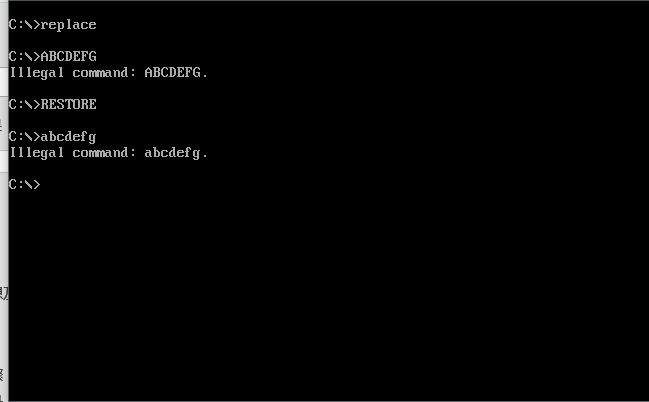 C:\>replace
C:\>ABCDEFG
Illegal command: ABCDEFG.
C:\>RESTORE
C:\>abcdefg
Illegal command: abcdefg.
C:\>